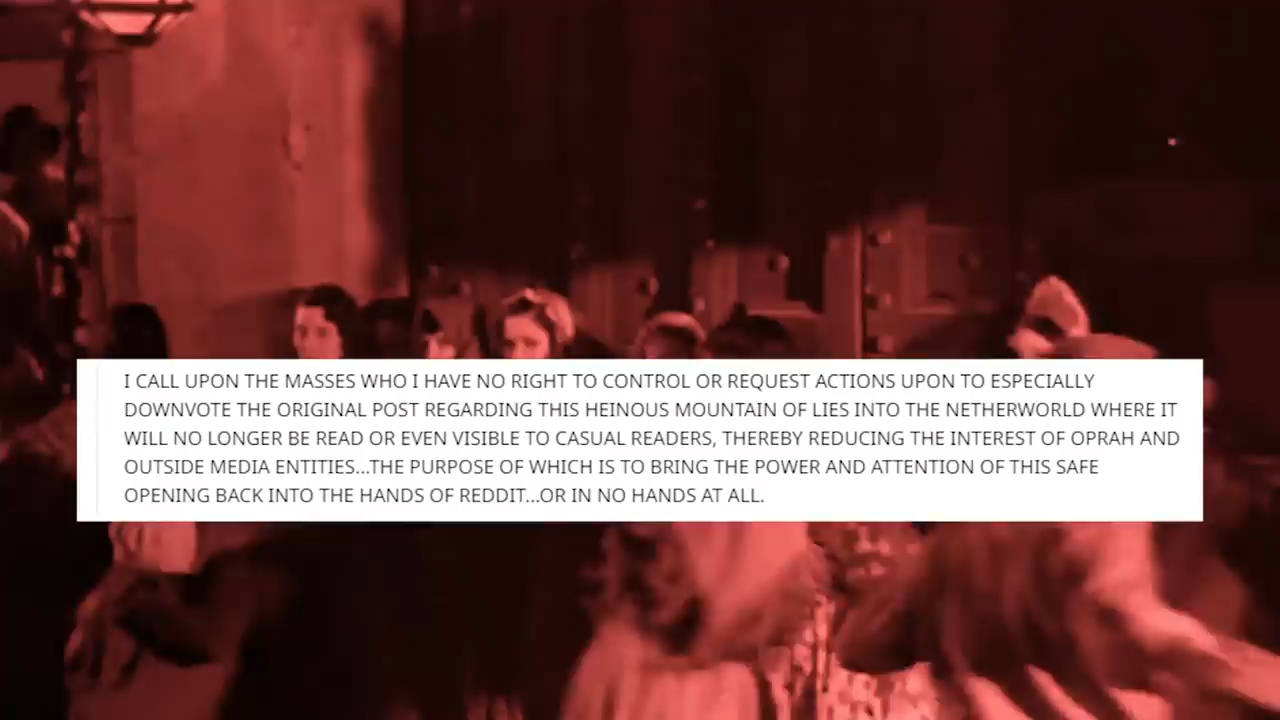 I CALL UPON THE MASSES WHO I HAVE NO RIGHT TO CONTROL OR REQUEST ACTIONS UPON TO ESPECIALLY
DOWNVOTE THE ORIGINAL POST REGARDING THIS HEINOUS MOUNTAIN OF LIES INTO THE NETHERWORLD WHERE IT
WILL NO LONGER BE READ OR EVEN VISIBLE TO CASUAL READERS, THEREBY REDUCING THE INTEREST OF OPRAH AND
OUTSIDE MEDIA ENTITIES...THE PURPOSE OF WHICH IS TO BRING THE POWER AND ATTENTION OF THIS SAFE
OPENING BACK INTO THE HANDS OF REDDIT...OR IN NO HANDS AT ALL.